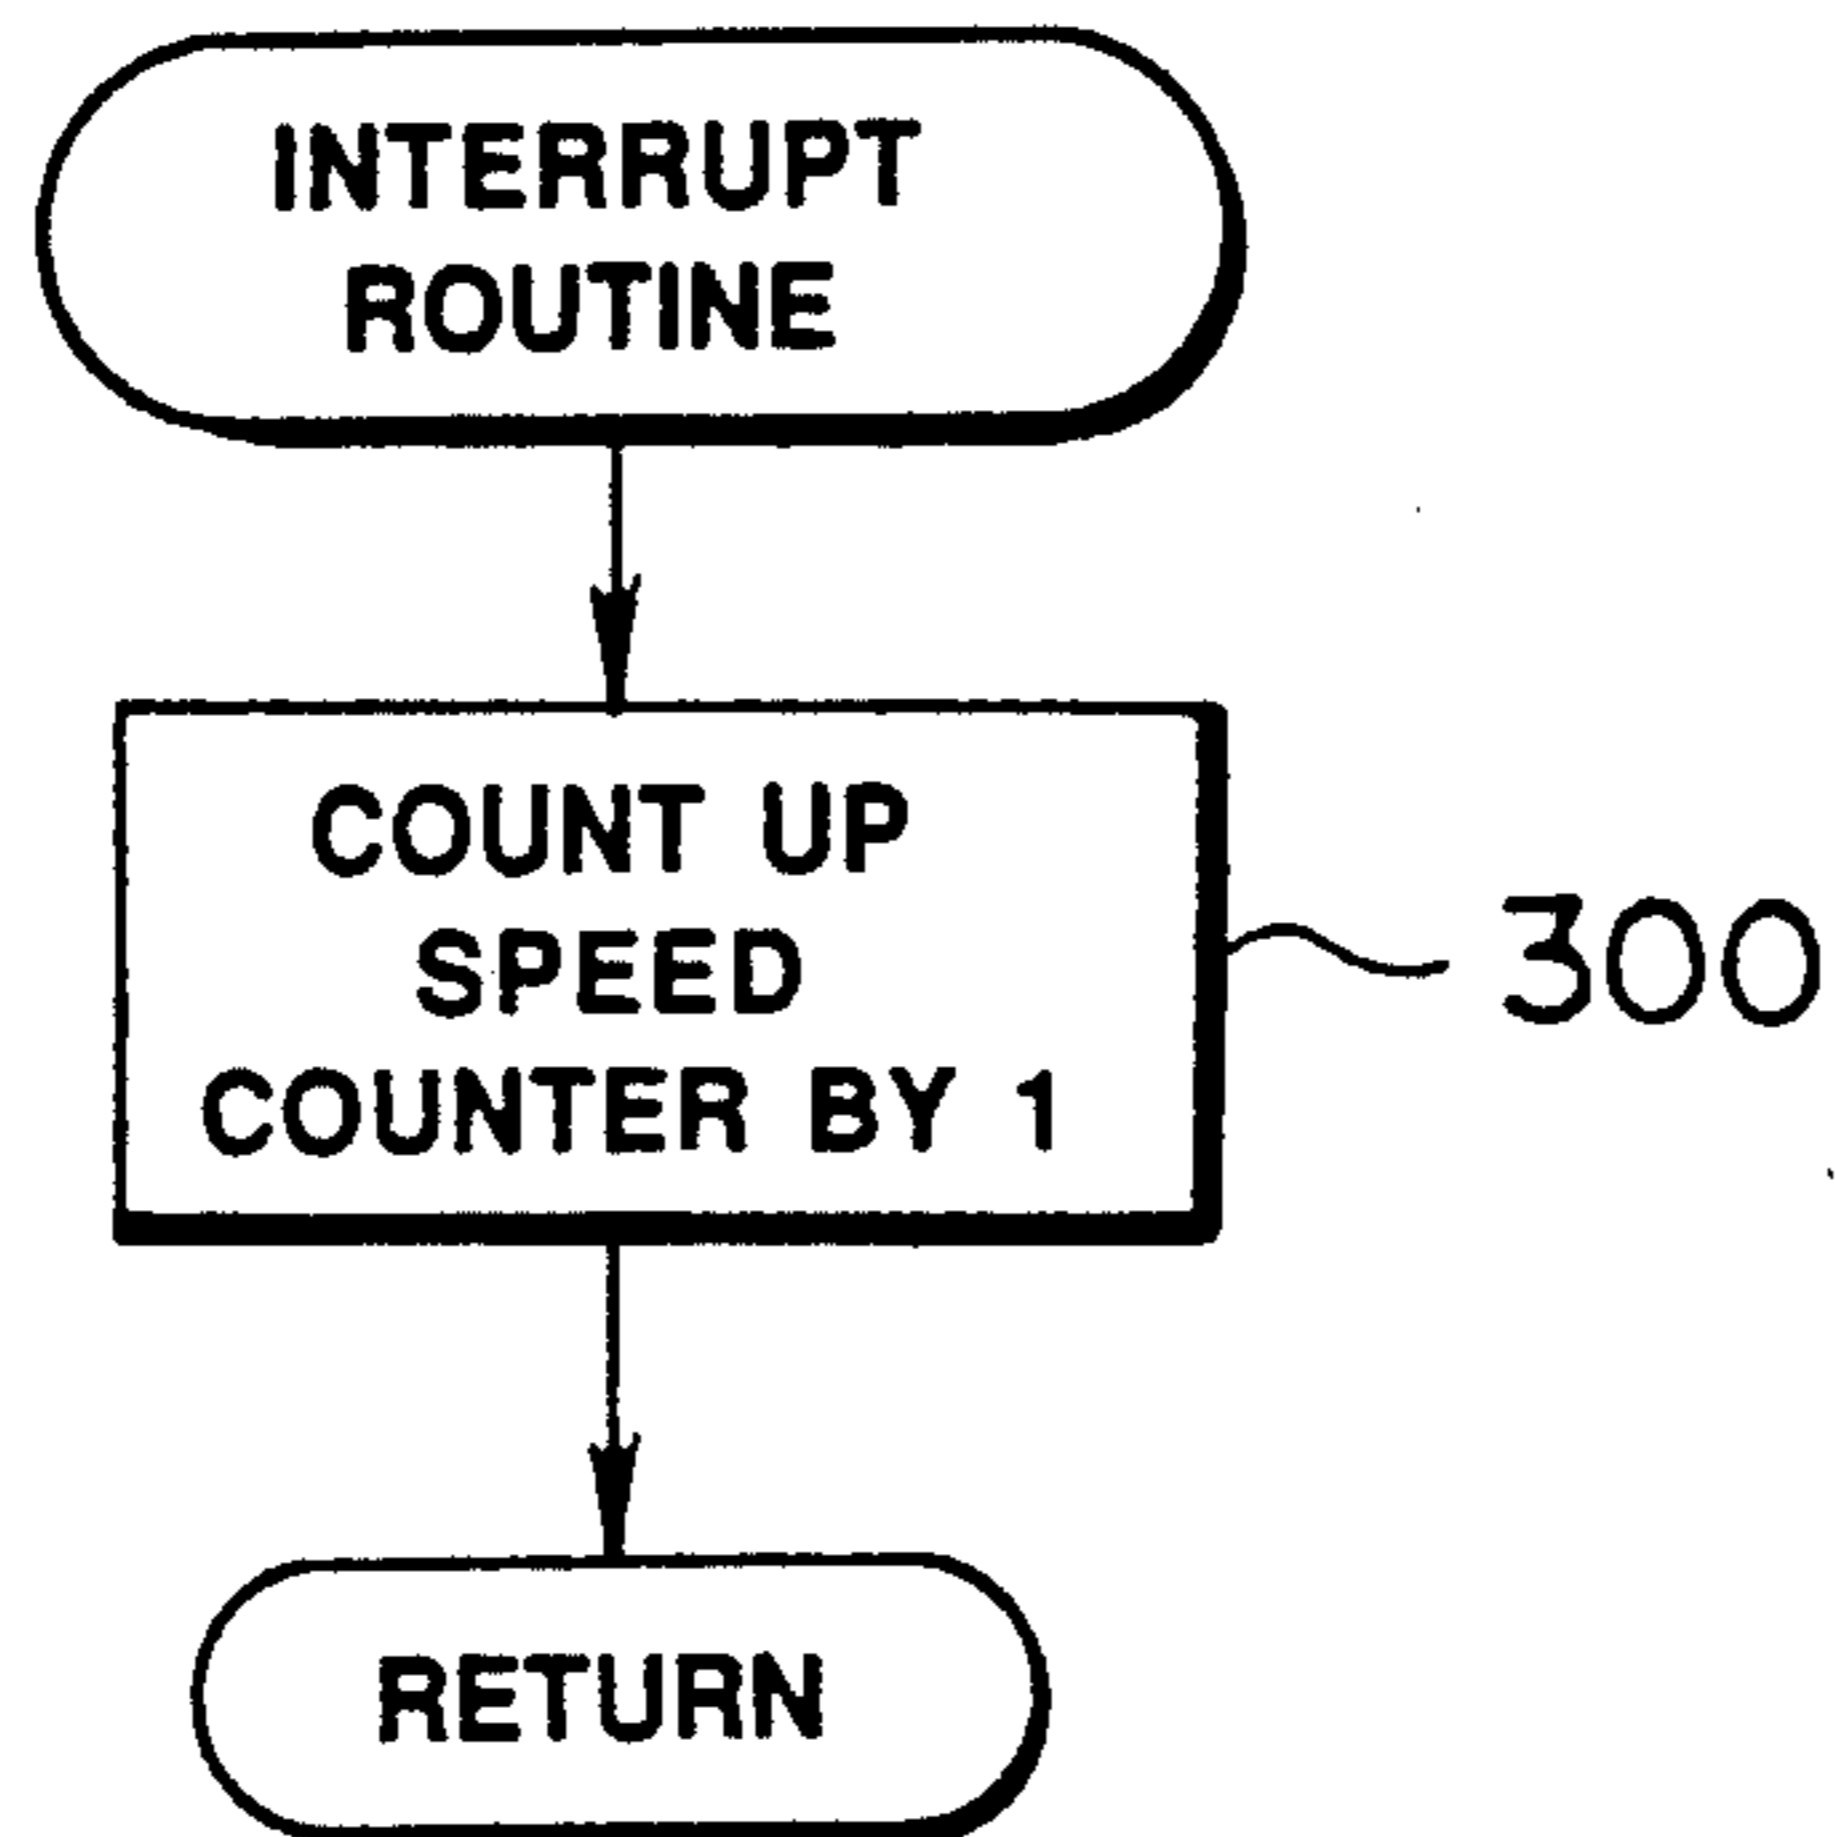 INTERRUPT
ROUTINE
COUNT UP
SPEED
COUNTER BY 1
300
RETURN